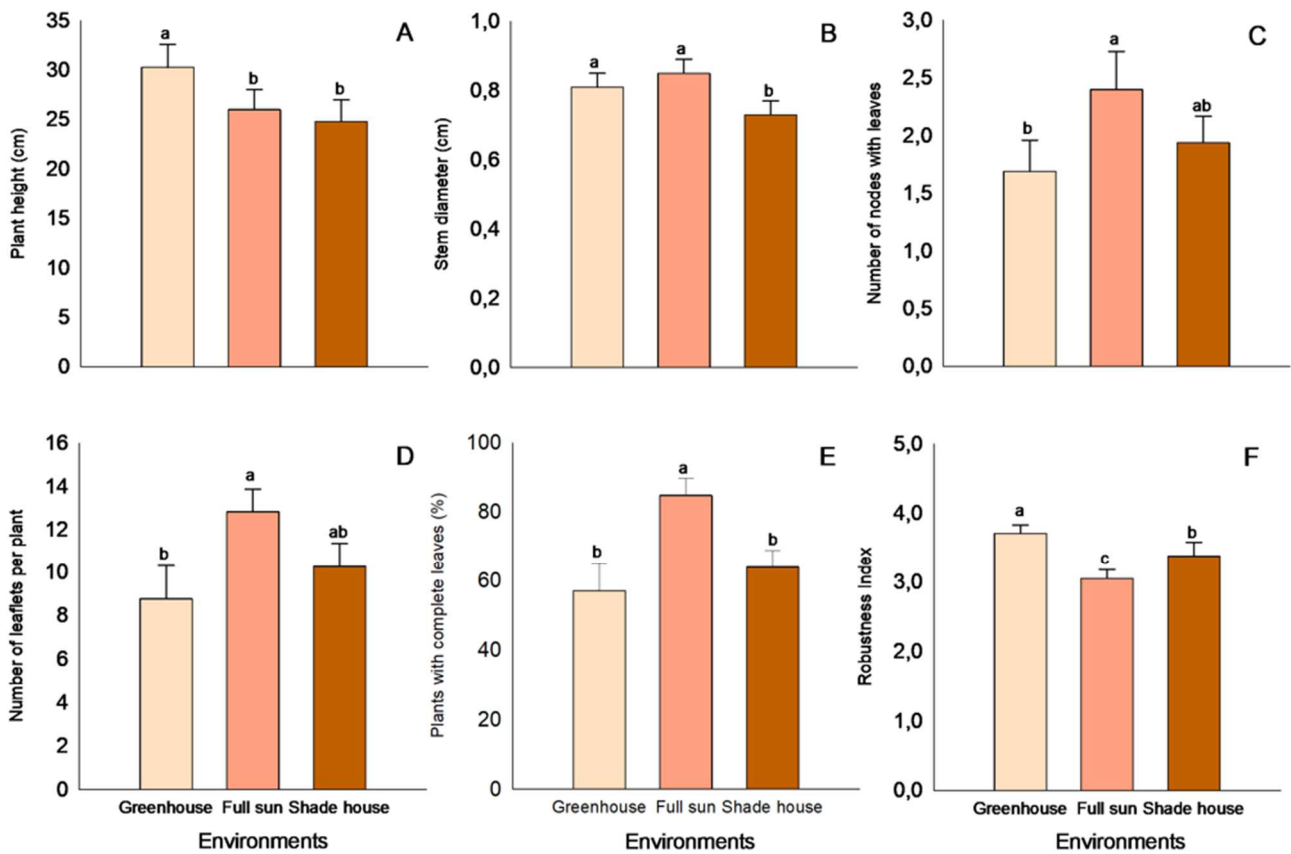 A
Plant height (cm)
35
30
25
20
15
10
5
0
a
b
b
B
Stem diameter (cm)
1,0
0,8
0,6
0,4
0,2
0,0
a
a
b
C
Number of nodes with leaves
3,0
2,5
2,0
1,5
1,0
0,5
0,0
b
a
ab
D
Number of leaflets per plant
16
14
12
10
8
6
4
2
0
b
a
ab
Greenhouse Full sun Shade house
Environments
E
Plants with complete leaves (%)
100
80
60
40
20
0
b
a
b
Greenhouse Full sun Shade house
Environments
F
Robustness Index
5,0
4,0
3,0
2,0
1,0
0,0
a
c
b
Greenhouse Full sun Shade house
Environments